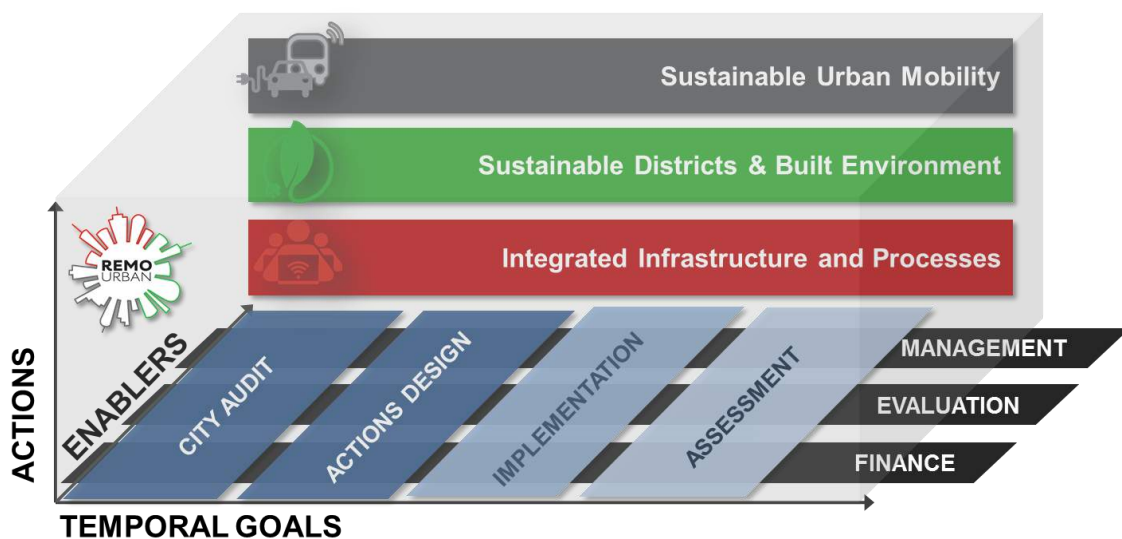 Sustainable Urban Mobility
Sustainable Districts & Built Environment
Integrated Infrastructure and Processes
REMO
URBAN
ACTIONS
ENABLERS
CITY AUDIT
ACTIONS DESIGN
IMPLEMENTATION
ASSESSMENT
MANAGEMENT
EVALUATION
FINANCE
TEMPORAL GOALS